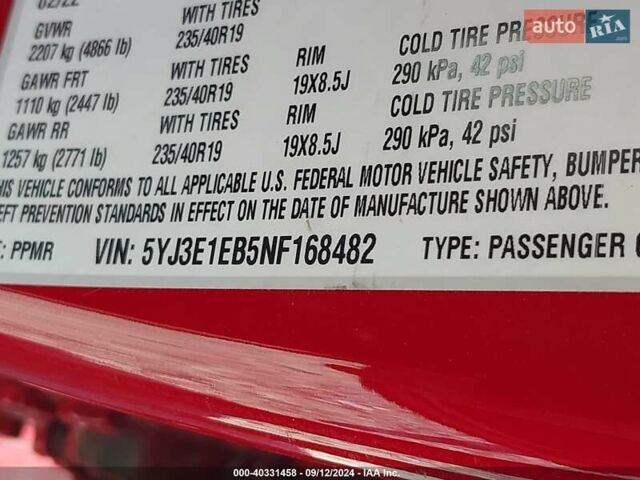 02/22
GVWR
2207 kg (4866 lb)
WITH TIRES
235/40R19
GAWR FRT
1110 kg (2447 lb)
WITH TIRES
235/40R19
RIM
19X8.5J
COLD TIRE PRESSURE
290 kPa, 42 psi
GAWR RR
1257 kg (2771 lb)
WITH TIRES
235/40R19
RIM
19X8.5J
COLD TIRE PRESSURE
290 kPa, 42 psi
HIS VEHICLE CONFORMS TO ALL APPLICABLE U.S. FEDERAL MOTOR VEHICLE SAFETY, BUMPER
EFT PREVENTION STANDARDS IN EFFECT ON THE DATE OF MANUFACTURE SHOWN ABOVE.
: PPMR VIN: 5YJ3E1EB5NF168482 TYPE: PASSENGER
auto RIA.com
000-40331458 - 09/12/2024 - IAA Inc.